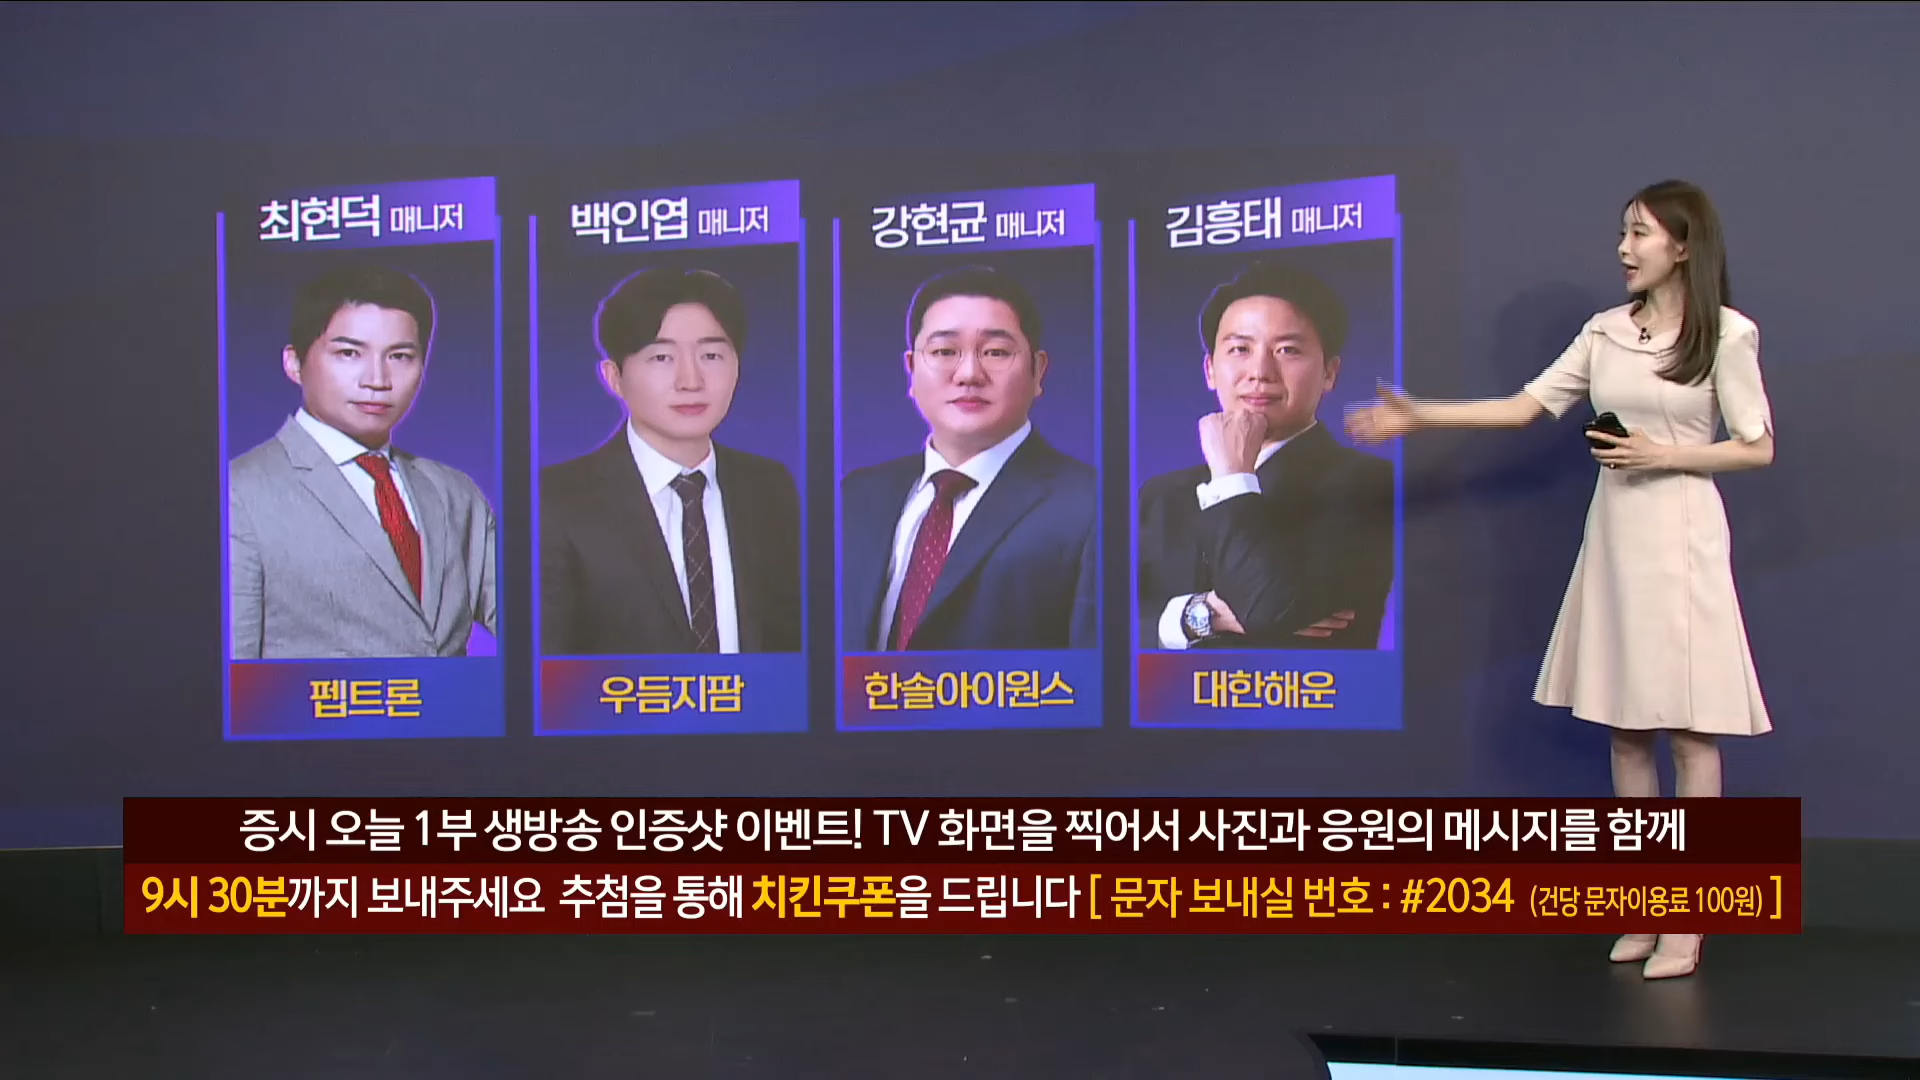 최현덕 매니저
백인엽 매니저
강현균 매니저
김흥태 매니저
펩트론
우듬지팜
한솔아이원스
대한해운
증시 오늘 1부 생방송 인증샷 이벤트! TV 화면을 찍어서 사진과 응원의 메시지를 함께
9시 30분까지 보내주세요 추첨을 통해 치킨쿠폰을 드립니다 [ 문자 보내실 번호 : #2034 (건당 문자이용료 100원) ]